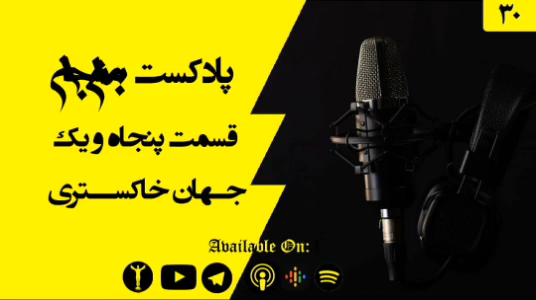 ۳۰
پادکست
قسمت پنجاه و یک
جهان خاکستری
Available On: